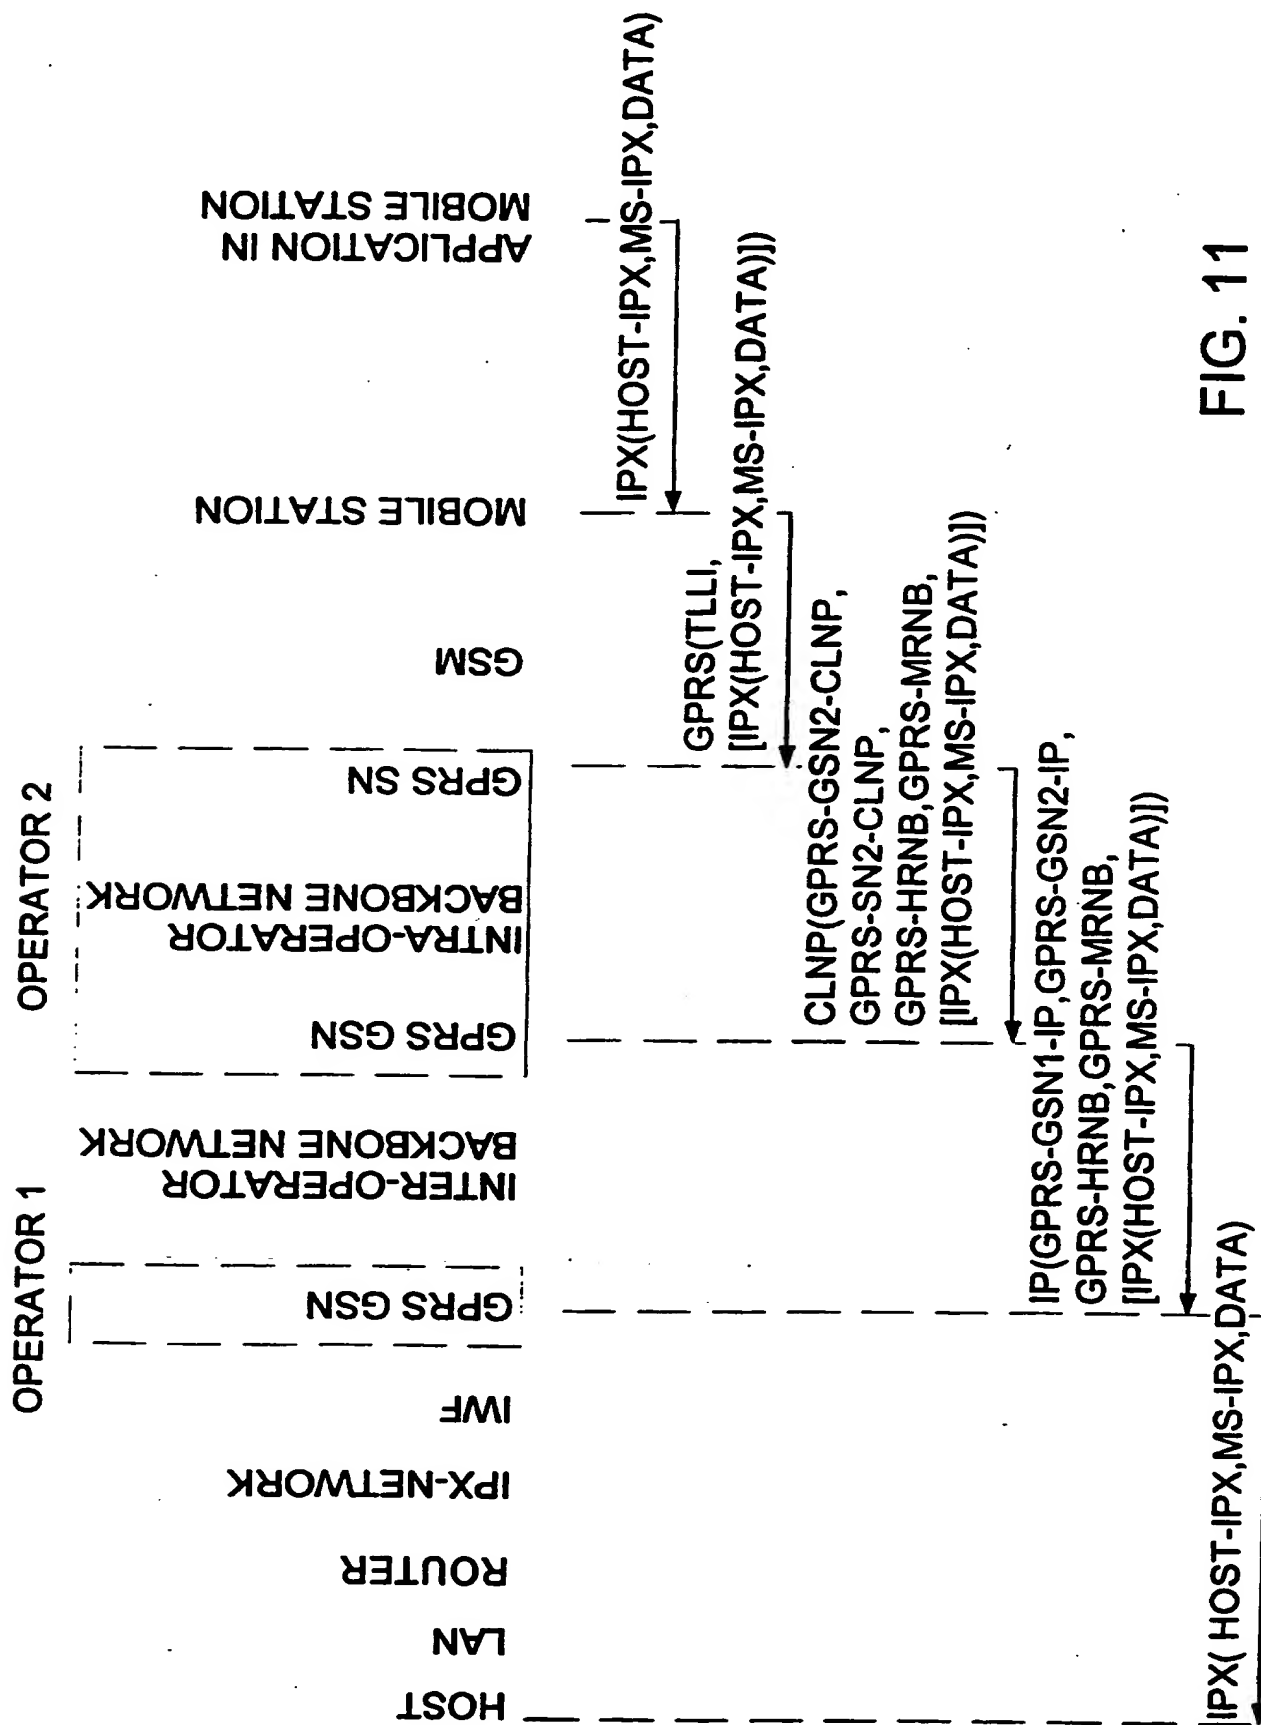 OPERATOR 1
OPERATOR 2
HOST
LAN
ROUTER
IPX-NETWORK
IWF
GPRS GSN
INTER-OPERATOR
BACKBONE NETWORK
GPRS GSN
INTRA-OPERATOR
BACKBONE NETWORK
GPRS SN
GSM
MOBILE STATION
APPLICATION IN
MOBILE STATION
IPX(HOST-IPX,MS-IPX,DATA)
GPRS(TLLI,
[IPX(HOST-IPX,MS-IPX,DATA)])
CLNP(GPRS-GSN2-CLNP,
GPRS-SN2-CLNP,
GPRS-HRNB,GPRS-MRNB,
[IPX(HOST-IPX,MS-IPX,DATA)])
IP(GPRS-GSN1-IP,GPRS-GSN2-IP,
GPRS-HRNB,GPRS-MRNB,
[IPX(HOST-IPX,MS-IPX,DATA)])
IPX( HOST-IPX,MS-IPX,DATA)
FIG. 11